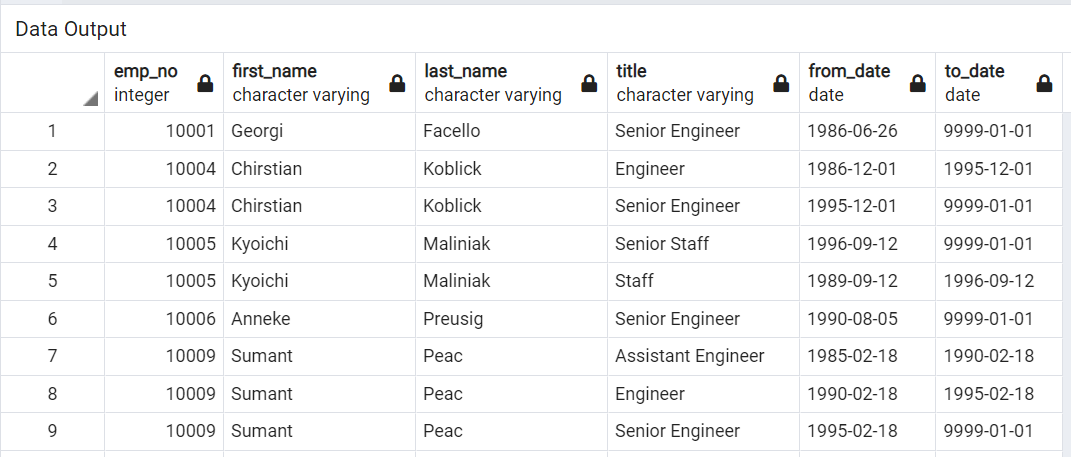 Data Output
emp_no first_name last_name title from_date to_date
integer character varying character varying character varying date date
1 10001 Georgi Facello Senior Engineer 1986-06-26 9999-01-01
2 10004 Chirstian Koblick Engineer 1986-12-01 1995-12-01
3 10004 Chirstian Koblick Senior Engineer 1995-12-01 9999-01-01
4 10005 Kyoichi Maliniak Senior Staff 1996-09-12 9999-01-01
5 10005 Kyoichi Maliniak Staff 1989-09-12 1996-09-12
6 10006 Anneke Preusig Senior Engineer 1990-08-05 9999-01-01
7 10009 Sumant Peac Assistant Engineer 1985-02-18 1990-02-18
8 10009 Sumant Peac Engineer 1990-02-18 1995-02-18
9 10009 Sumant Peac Senior Engineer 1995-02-18 9999-01-01